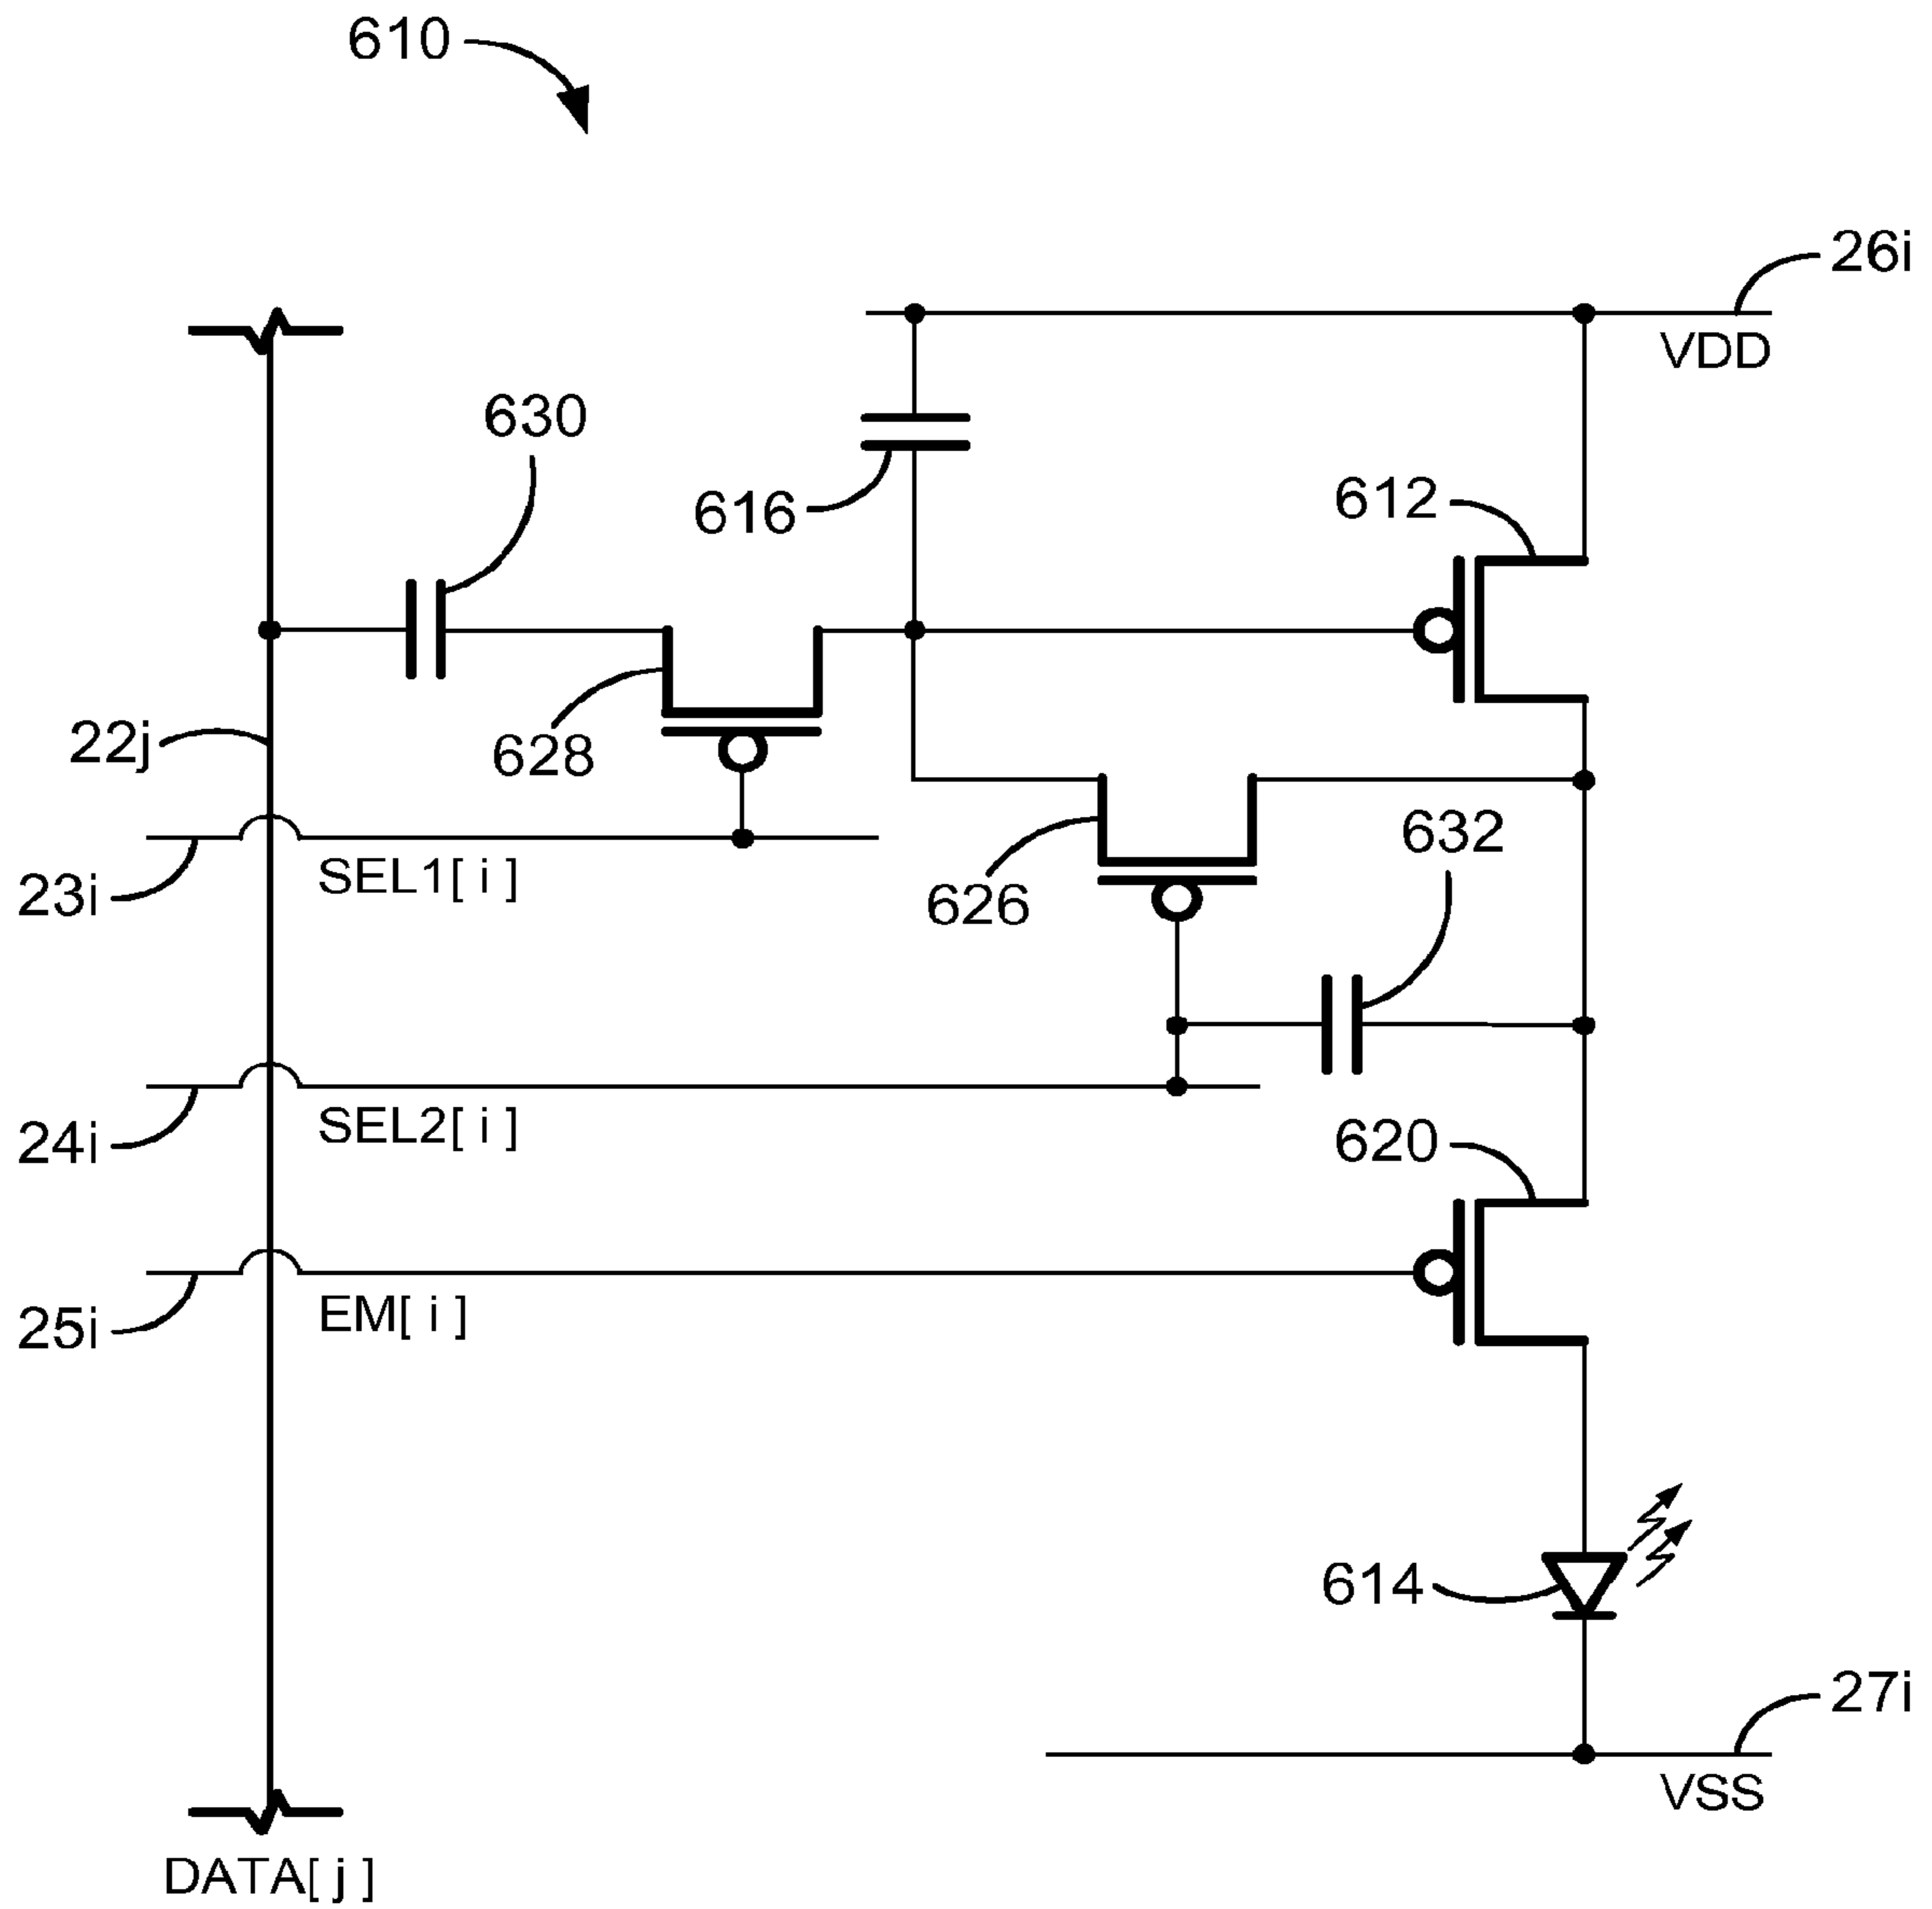 610
26i
VDD
630
616
612
628
22j
632
SEL1[ i ]
23i
626
SEL2[ i ]
24i
620
EM[ i ]
25i
614
27i
VSS
DATA[ j ]